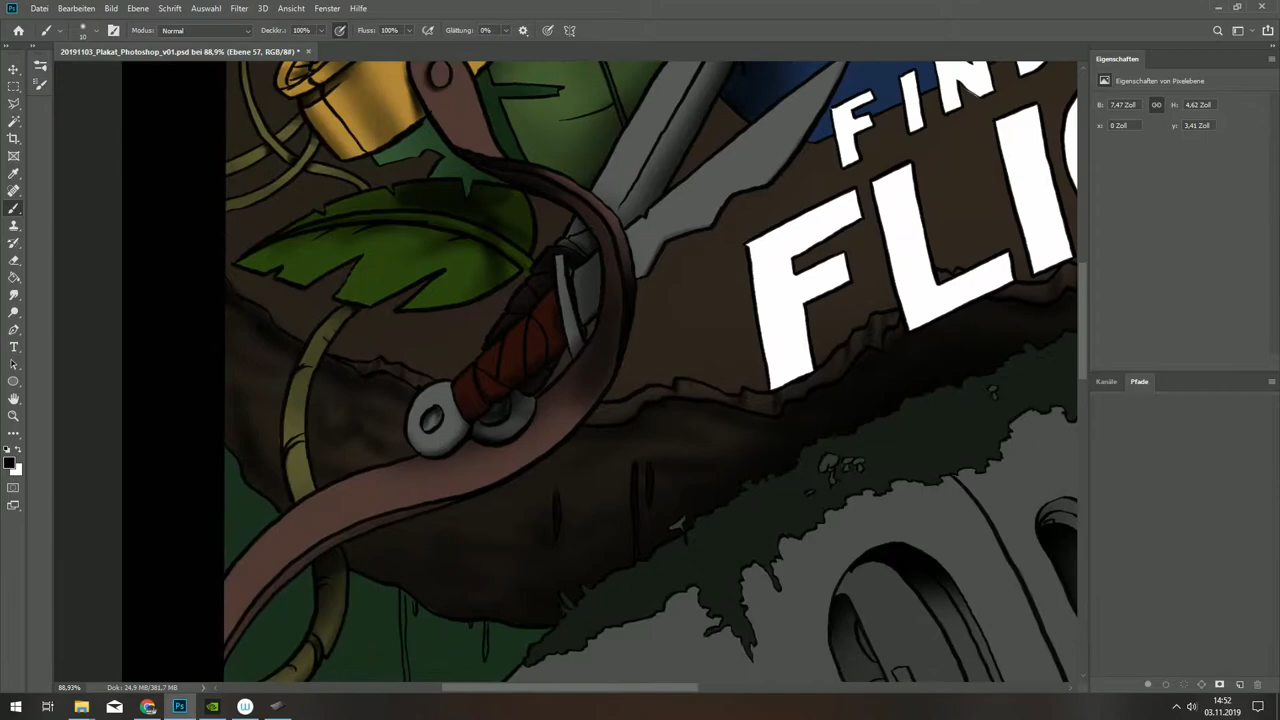 Datei Bearbeiten Bild Ebene Schrift Auswahl Filter 3D Ansicht Fenster Hilfe
10 Modus: Normal Deckkr.: 100% Fluss: 100% Glättung: 0%
20191103_Plakat_Photoshop_v01.psd bei 88,9% (Ebene 57, RGB/8#) *
Eigenschaften
Eigenschaften von Pixelebene
B: 7,47 Zoll H: 4,62 Zoll
x: 0 Zoll y: 3,41 Zoll
FIN
FLI
Kanäle Pfade
88,93% Dok: 24,9 MB/381,7 MB
14:52
03.11.2019